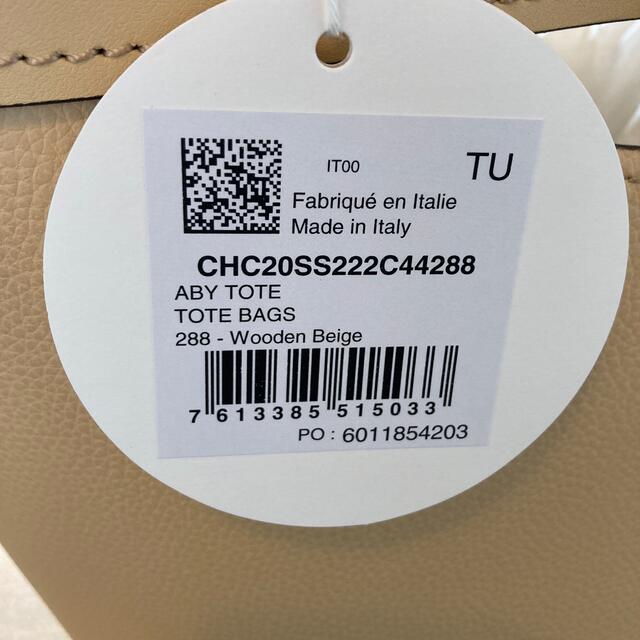 IT00
TU
Fabriqué en Italie
Made in Italy
CHC20SS222C44288
ABY TOTE
TOTE BAGS
288 - Wooden Beige
7 613385 515033
PO : 6011854203